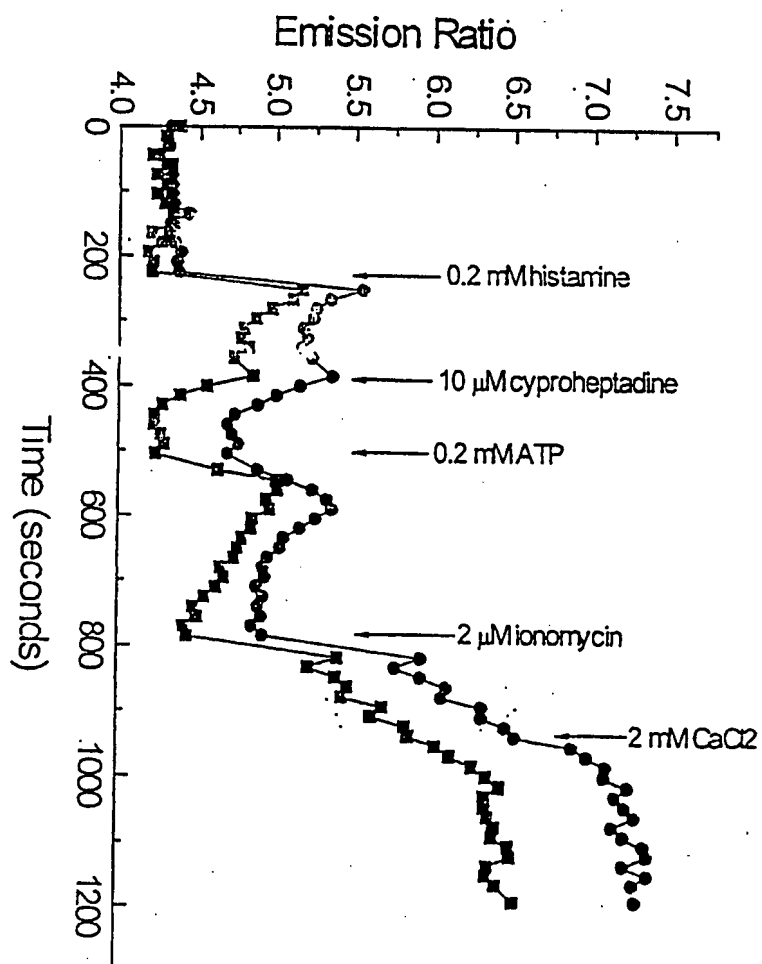 Emission Ratio
4.0 4.5 5.0 5.5 6.0 6.5 7.0 7.5
0
200
400
600
800
1000
1200
Time (seconds)
0.2 mM histamine
10 μM cyproheptadine
0.2 mM ATP
2 μM ionomycin
2 mM CaCl2